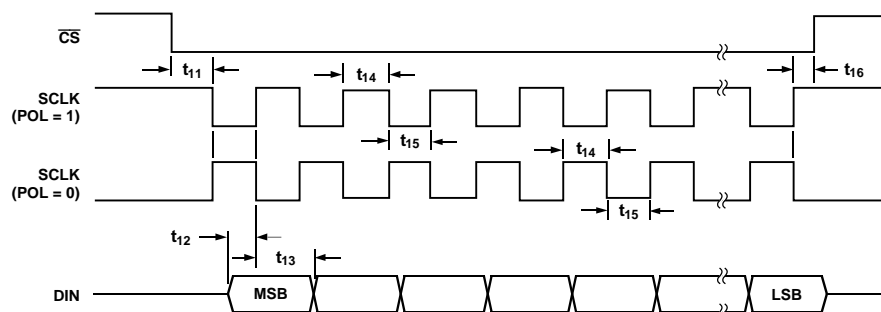 CS
t11
t14
t16
SCLK
(POL = 1)
t15
t14
SCLK
(POL = 0)
t15
t12
t13
DIN
MSB
LSB